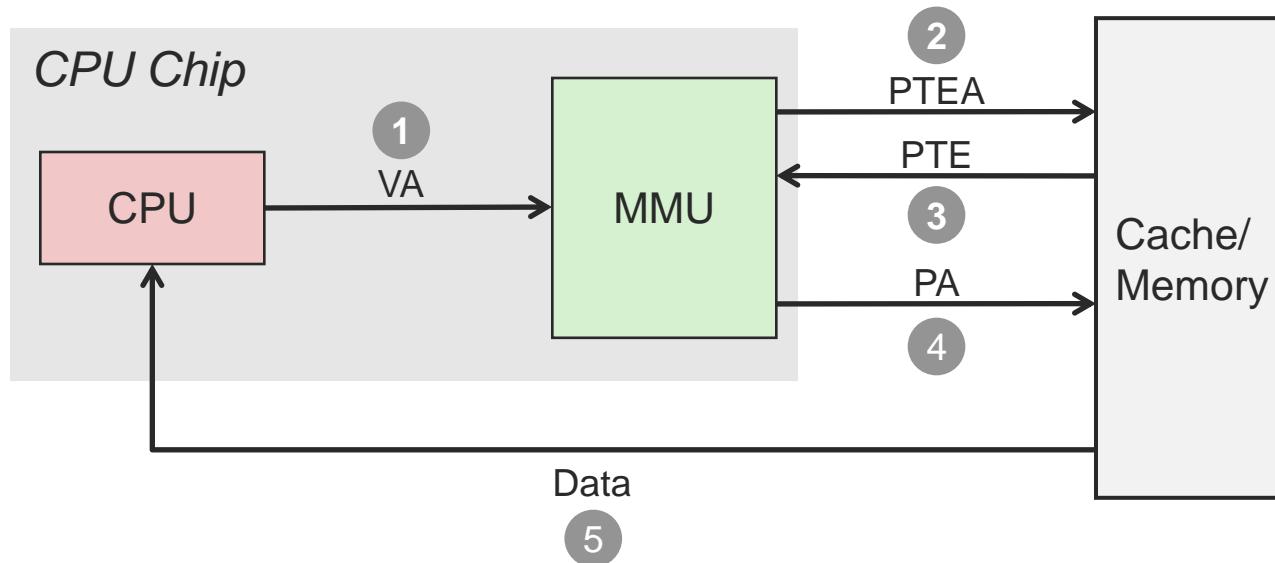 2
CPU Chip
PTEA
1
PTE
VA
CPU
MMU
3
Cache/
Memory
PA
4
Data
5